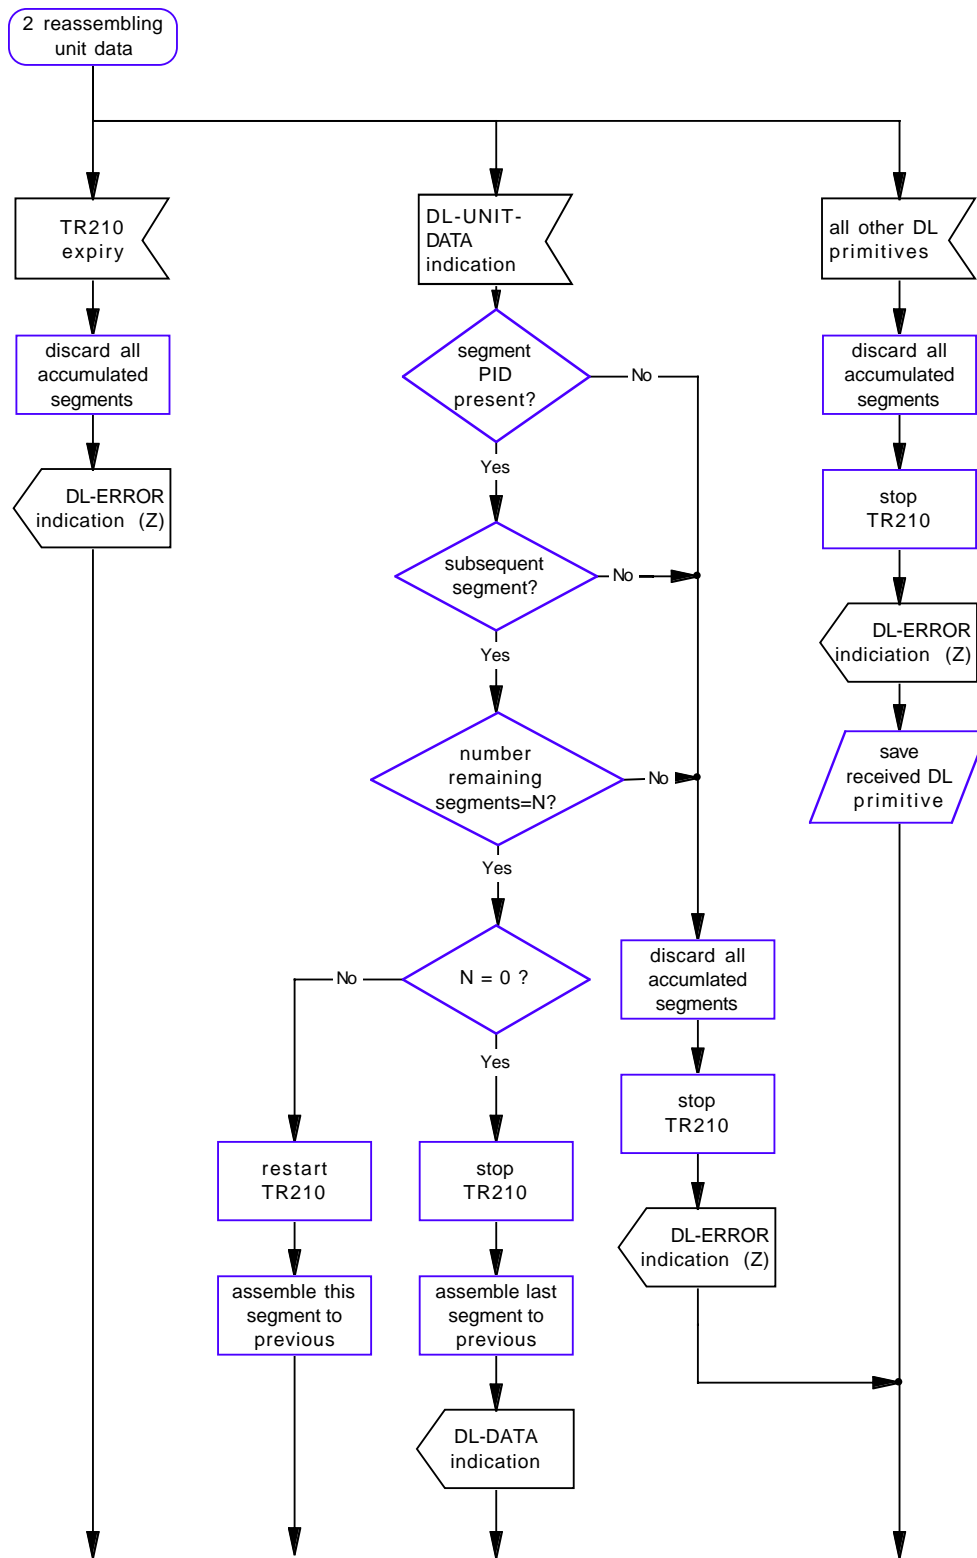 2 reassembling
unit data
TR210
expiry
DL-UNIT-
DATA
indication
all other DL
primitives
discard all
accumulated
segments
segment
PID
present?
No
discard all
accumulated
segments
Yes
DL-ERROR
indication (Z)
stop
TR210
subsequent
segment?
No
DL-ERROR
indiciation (Z)
Yes
number
remaining
segments=N?
No
save
received DL
primitive
Yes
N = 0 ?
No
discard all
accumlated
segments
Yes
stop
TR210
restart
TR210
stop
TR210
DL-ERROR
indication (Z)
assemble this
segment to
previous
assemble last
segment to
previous
DL-DATA
indication